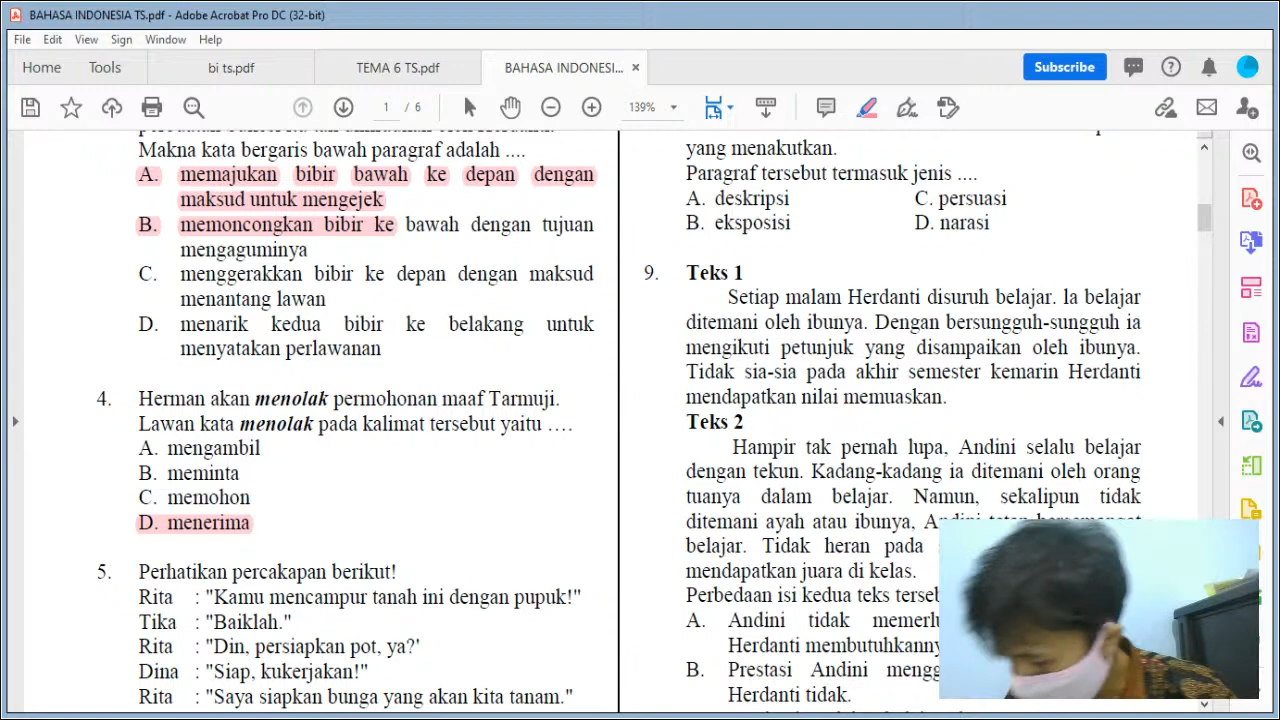 BAHASA INDONESIA TS.pdf - Adobe Acrobat Pro DC (32-bit)
File Edit View Sign Window Help
Home Tools bi ts.pdf TEMA 6 TS.pdf BAHASA INDONESI... × Subscribe
1 / 6 139%
Makna kata bergaris bawah paragraf adalah ....
A. memajukan bibir bawah ke depan dengan
maksud untuk mengejek
B. memoncongkan bibir ke bawah dengan tujuan
mengaguminya
C. menggerakkan bibir ke depan dengan maksud
menantang lawan
D. menarik kedua bibir ke belakang untuk
menyatakan perlawanan
4. Herman akan menolak permohonan maaf Tarmuji.
Lawan kata menolak pada kalimat tersebut yaitu ….
A. mengambil
B. meminta
C. memohon
D. menerima
5. Perhatikan percakapan berikut!
Rita : "Kamu mencampur tanah ini dengan pupuk!"
Tika : "Baiklah."
Rita : "Din, persiapkan pot, ya?'
Dina : "Siap, kukerjakan!"
Rita : "Saya siapkan bunga yang akan kita tanam."
yang menakutkan.
Paragraf tersebut termasuk jenis ....
A. deskripsi C. persuasi
B. eksposisi D. narasi
9. Teks 1
Setiap malam Herdanti disuruh belajar. la belajar
ditemani oleh ibunya. Dengan bersungguh-sungguh ia
mengikuti petunjuk yang disampaikan oleh ibunya.
Tidak sia-sia pada akhir semester kemarin Herdanti
mendapatkan nilai memuaskan.
Teks 2
Hampir tak pernah lupa, Andini selalu belajar
dengan tekun. Kadang-kadang ia ditemani oleh orang
tuanya dalam belajar. Namun, sekalipun tidak
ditemani ayah atau ibunya,
belajar. Tidak heran pada
mendapatkan juara di kelas.
Perbedaan isi kedua teks
A. Andini tidak
Herdanti
B. Prestasi Andini
Herdanti tidak.